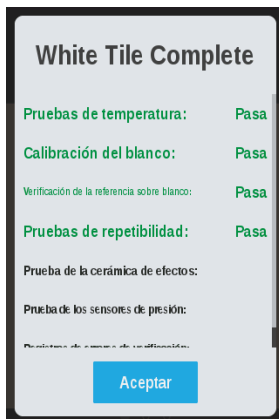 White Tile Complete
Pruebas de temperatura: Pasa
Calibración del blanco: Pasa
Verificación de la referencia sobre blanco: Pasa
Pruebas de repetibilidad: Pasa
Prueba de la cerámica de efectos:
Prueba de los sensores de presión:
Aceptar